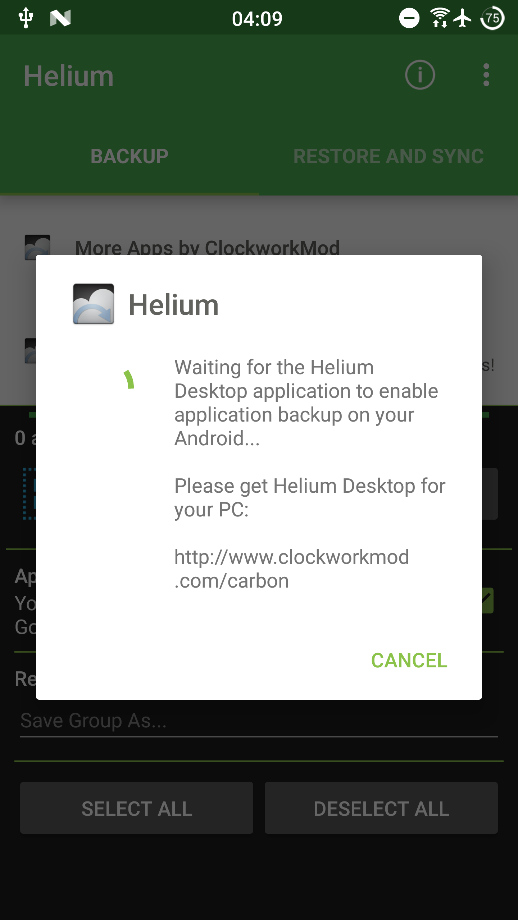 04:09
75
Helium
BACKUP
RESTORE AND SYNC
More Apps by ClockworkMod
Helium
s!
Waiting for the Helium
Desktop application to enable
application backup on your
Android...
0 a
Please get Helium Desktop for
your PC:
http://www.clockworkmod
.com/carbon
Ap
Yo
Go
CANCEL
Re
Save Group As...
SELECT ALL
DESELECT ALL